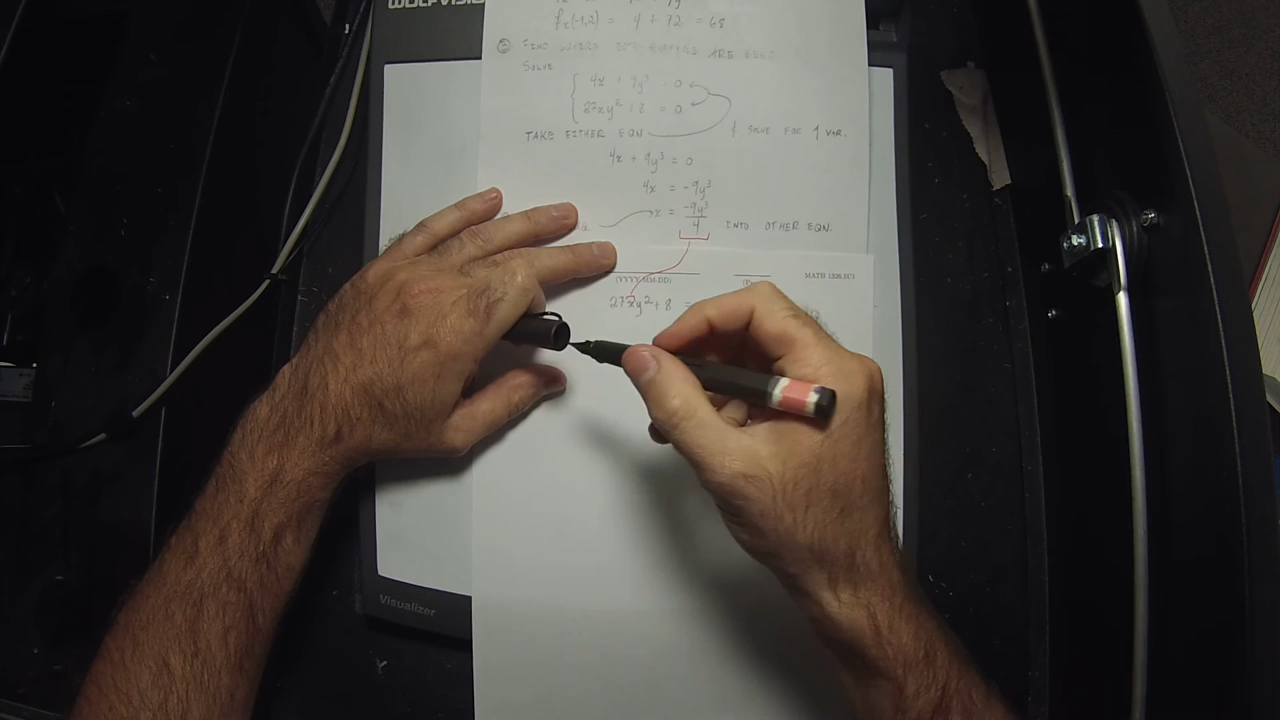 WOLFVISION
fx(-1,2) = 4 + 72 = 68
② FIND WHERE BOTH PARTIALS ARE ZERO
SOLVE
4x + 9y³ = 0
27xy² + 8 = 0
TAKE EITHER EQN & SOLVE FOR 1 VAR.
4x + 9y³ = 0
4x = -9y³
x = -9y³/4 INTO OTHER EQN.
(YYYY-MM-DD) MATH 1326.SU1
27xy² + 8 =
Visualizer